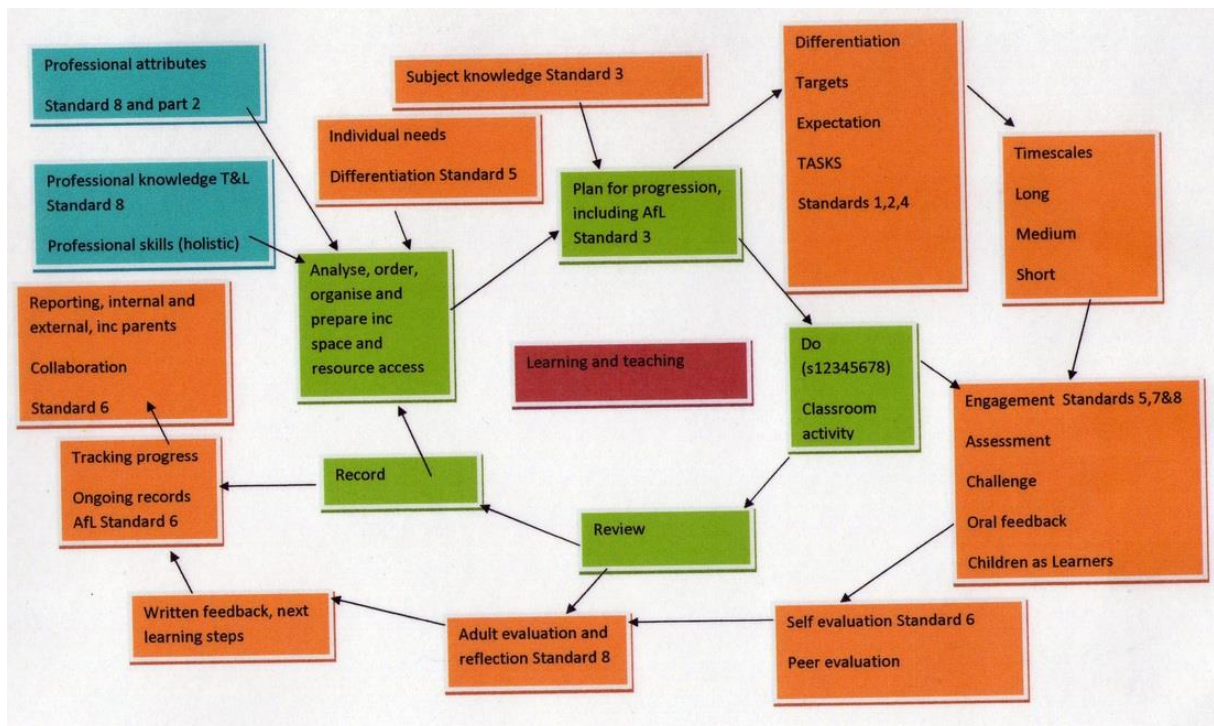 Professional attributes
Standard 8 and part 2
Subject knowledge Standard 3
Differentiation
Targets
Expectation
TASKS
Standards 1,2,4
Individual needs
Differentiation Standard 5
Timescales
Long
Medium
Short
Professional knowledge T&L
Standard 8
Professional skills (holistic)
Plan for progression,
including AfL
Standard 3
Analyse, order,
organise and
prepare inc
space and
resource access
Reporting, internal and
external, inc parents
Collaboration
Standard 6
Learning and teaching
Do
(s12345678)
Classroom
activity
Engagement Standards 5,7&8
Assessment
Challenge
Oral feedback
Children as Learners
Tracking progress
Ongoing records
AfL Standard 6
Record
Review
Written feedback, next
learning steps
Adult evaluation and
reflection Standard 8
Self evaluation Standard 6
Peer evaluation